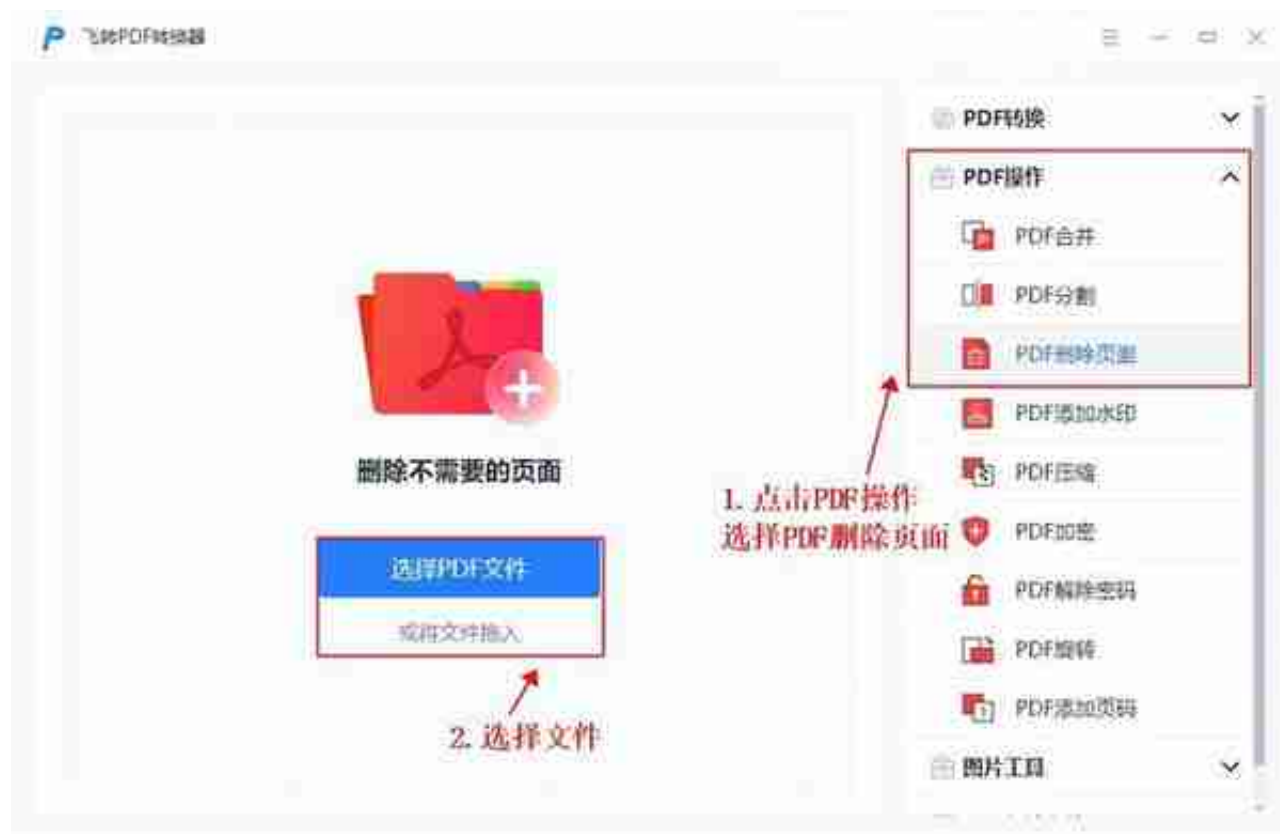 飞转PDF转换器
PDF转换
PDF操作
PDF合并
PDF分割
PDF删除页面
PDF添加水印
PDF压缩
PDF加密
PDF解除密码
PDF旋转
PDF添加页码
图片工具
删除不需要的页面
选择PDF文件
或将文件拖入
1. 点击PDF操作
选择PDF删除页面
2. 选择文件